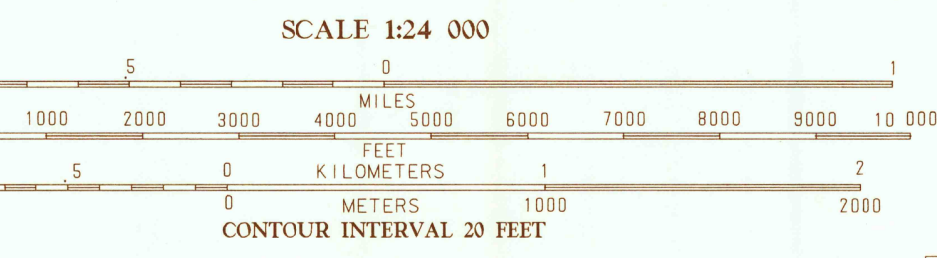 SCALE 1:24 000
.5 0 1
MILES
1000 2000 3000 4000 5000 6000 7000 8000 9000 10 000
FEET
.5 0 KILOMETERS 1 2
0 METERS 1000 2000
CONTOUR INTERVAL 20 FEET